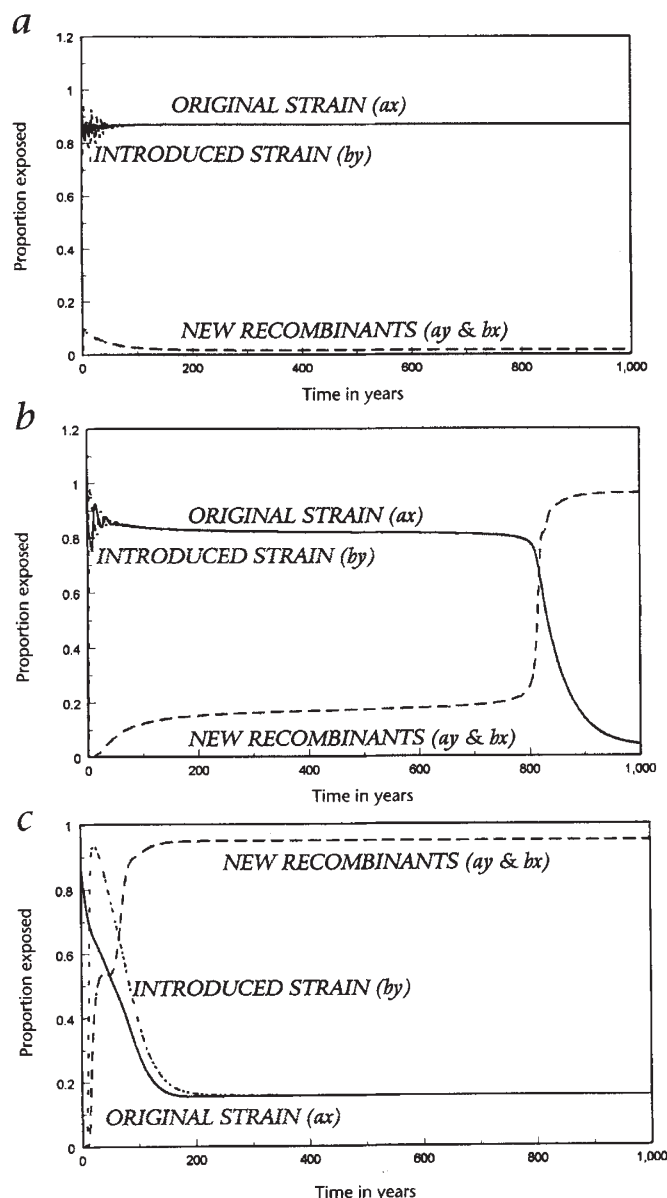 a
1.2
1
0.8
0.6
0.4
0.2
0
Proportion exposed
ORIGINAL STRAIN (ax)
INTRODUCED STRAIN (by)
NEW RECOMBINANTS (ay & bx)
0 200 400 600 800 1,000
Time in years
b
1.2
1
0.8
0.6
0.4
0.2
0
Proportion exposed
ORIGINAL STRAIN (ax)
INTRODUCED STRAIN (by)
NEW RECOMBINANTS (ay & bx)
0 200 400 600 800 1,000
Time in years
c
1
0.8
0.6
0.4
0.2
0
Proportion exposed
NEW RECOMBINANTS (ay & bx)
INTRODUCED STRAIN (by)
ORIGINAL STRAIN (ax)
0 200 400 600 800 1,000
Time in years